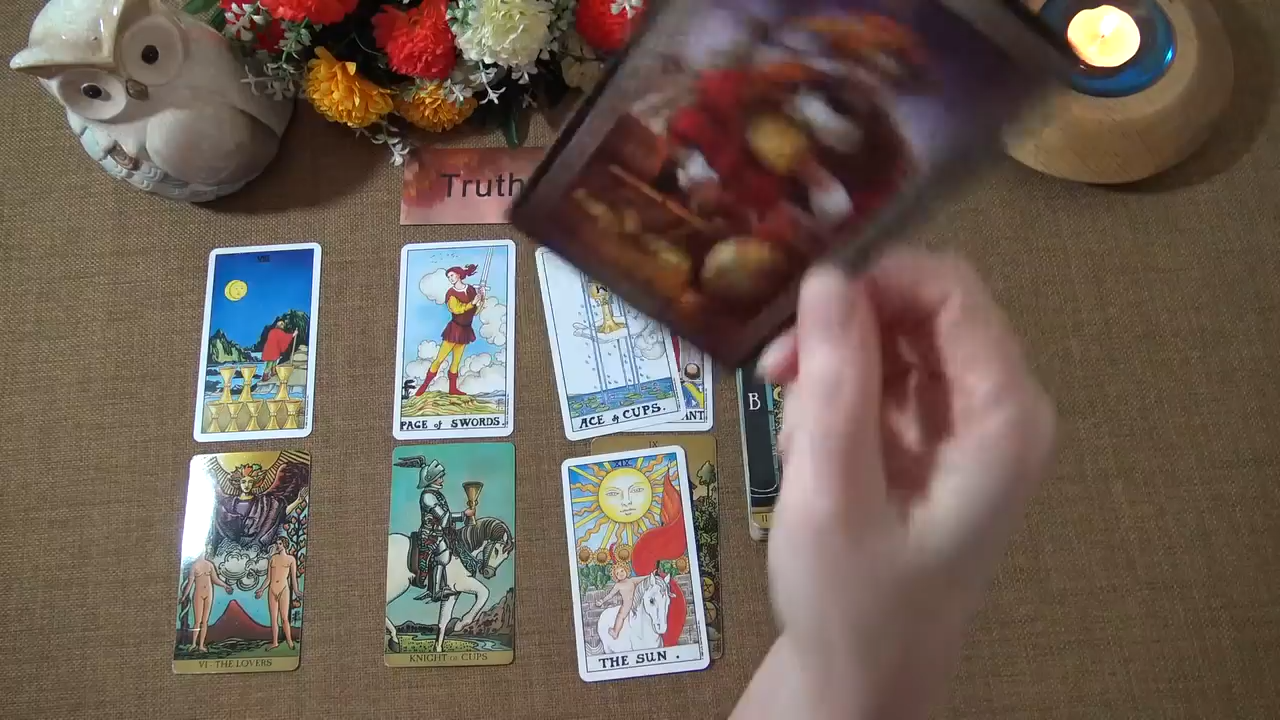 Truth
VIII
PAGE of SWORDS.
ACE of CUPS.
ANT
B
IX
XIX
II
VI THE LOVERS
KNIGHT OF CUPS
THE SUN .